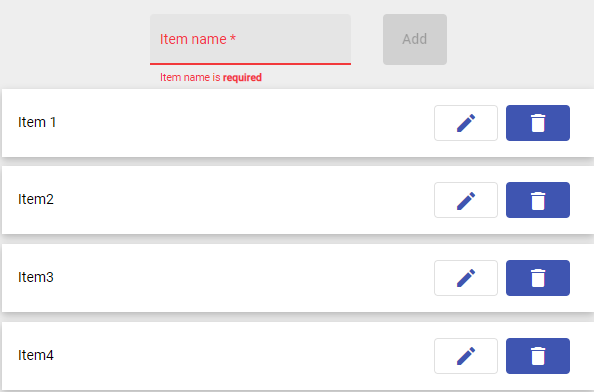 Item name *
Add
Item name is required
Item 1
Item2
Item3
Item4